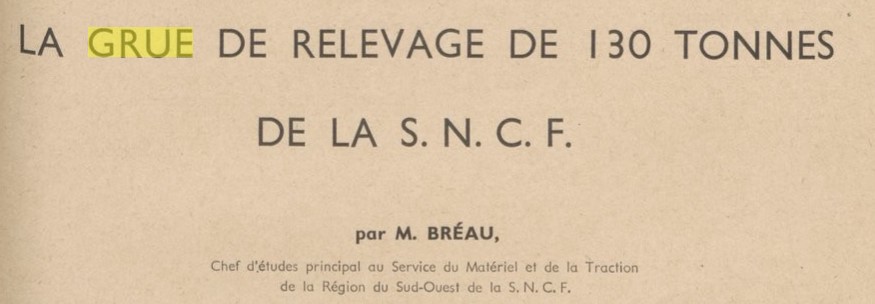 LA GRUE DE RELEVAGE DE 130 TONNES
DE LA S. N. C. F.
par M. BRÉAU,
Chef d'études principal au Service du Matériel et de la Traction
de la Région du Sud-Ouest de la S. N. C. F.